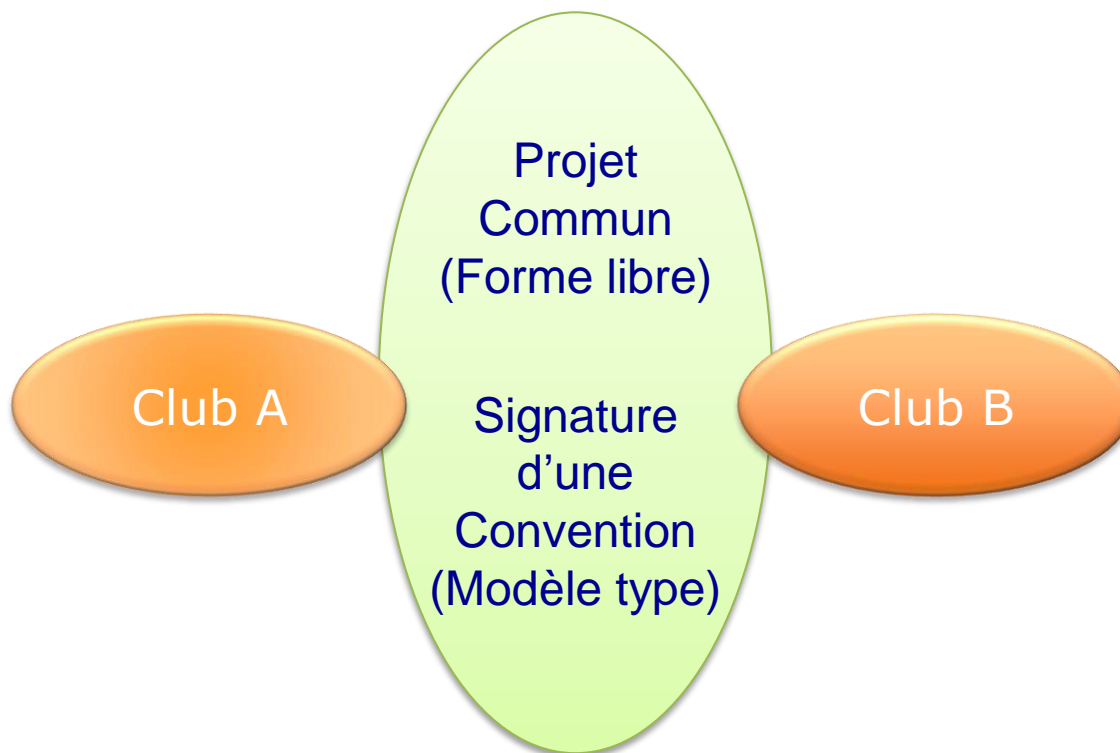 Projet
Commun
(Forme libre)
Club A
Club B
Signature
d’une
Convention
(Modèle type)